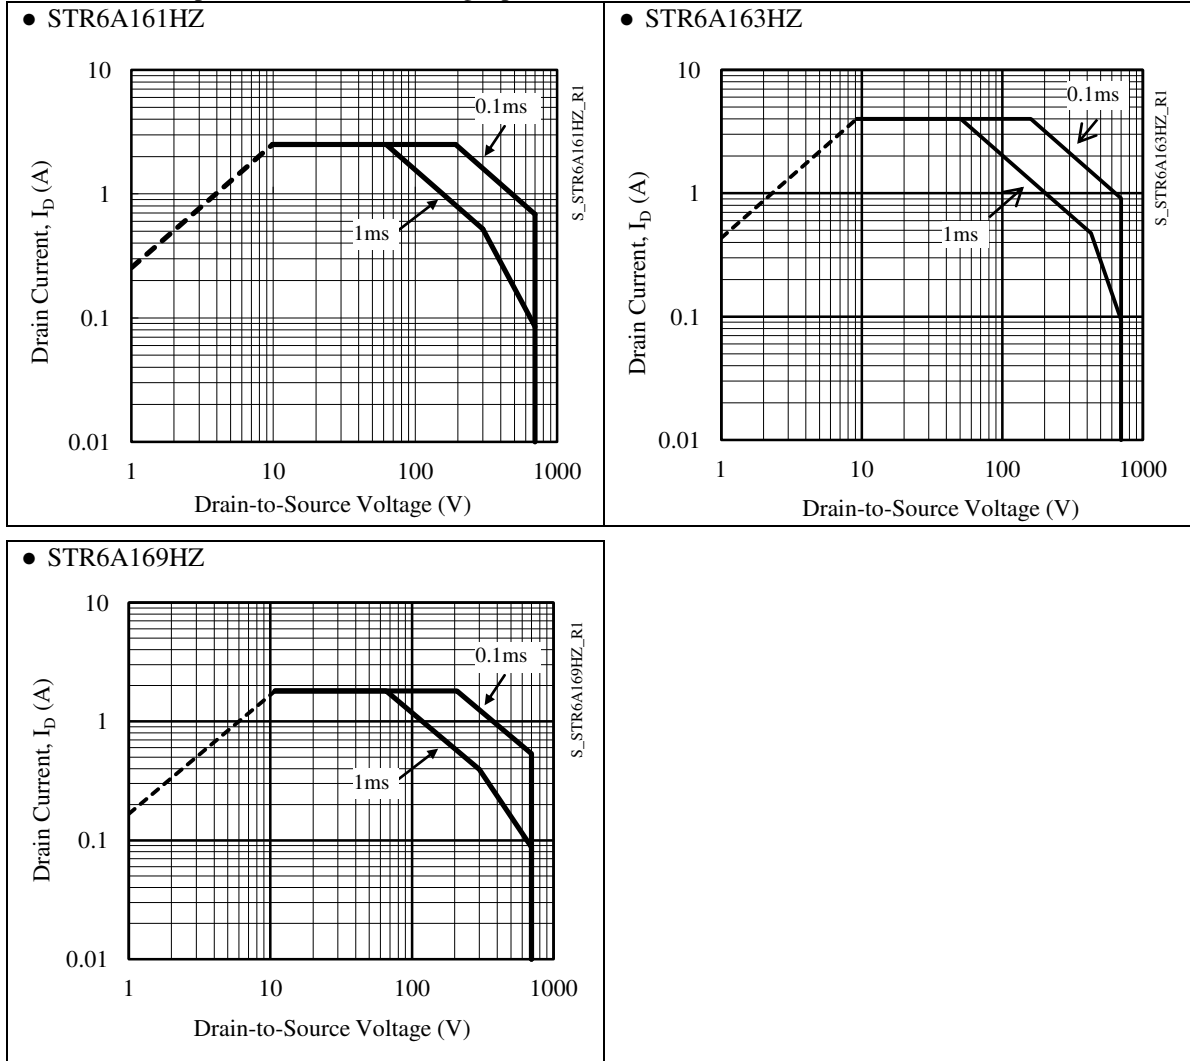 ● STR6A161HZ
10
1
0.1
0.01
1 10 100 1000
Drain-to-Source Voltage (V)
Drain Current, I_D (A)
0.1ms
1ms
S_STR6A161HZ_R1
● STR6A163HZ
10
1
0.1
0.01
1 10 100 1000
Drain-to-Source Voltage (V)
Drain Current, I_D (A)
0.1ms
1ms
S_STR6A163HZ_R1
● STR6A169HZ
10
1
0.1
0.01
1 10 100 1000
Drain-to-Source Voltage (V)
Drain Current, I_D (A)
0.1ms
1ms
S_STR6A169HZ_R1